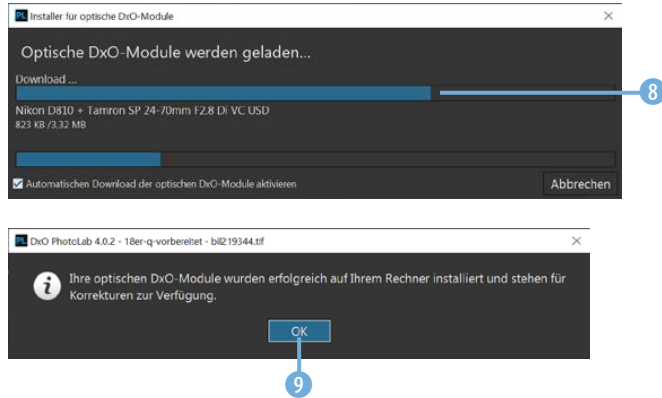 PL Installer für optische DxO-Module
Optische DxO-Module werden geladen...
Download ...
8
Nikon D810 + Tamron SP 24-70mm F2.8 Di VC USD
823 KB /3.32 MB
Automatischen Download der optischen DxO-Module aktivieren
Abbrechen
PL DxO PhotoLab 4.0.2 - 18er-q-vorbereitet - bil219344.tif
i Ihre optischen DxO-Module wurden erfolgreich auf Ihrem Rechner installiert und stehen für
Korrekturen zur Verfügung.
OK
9